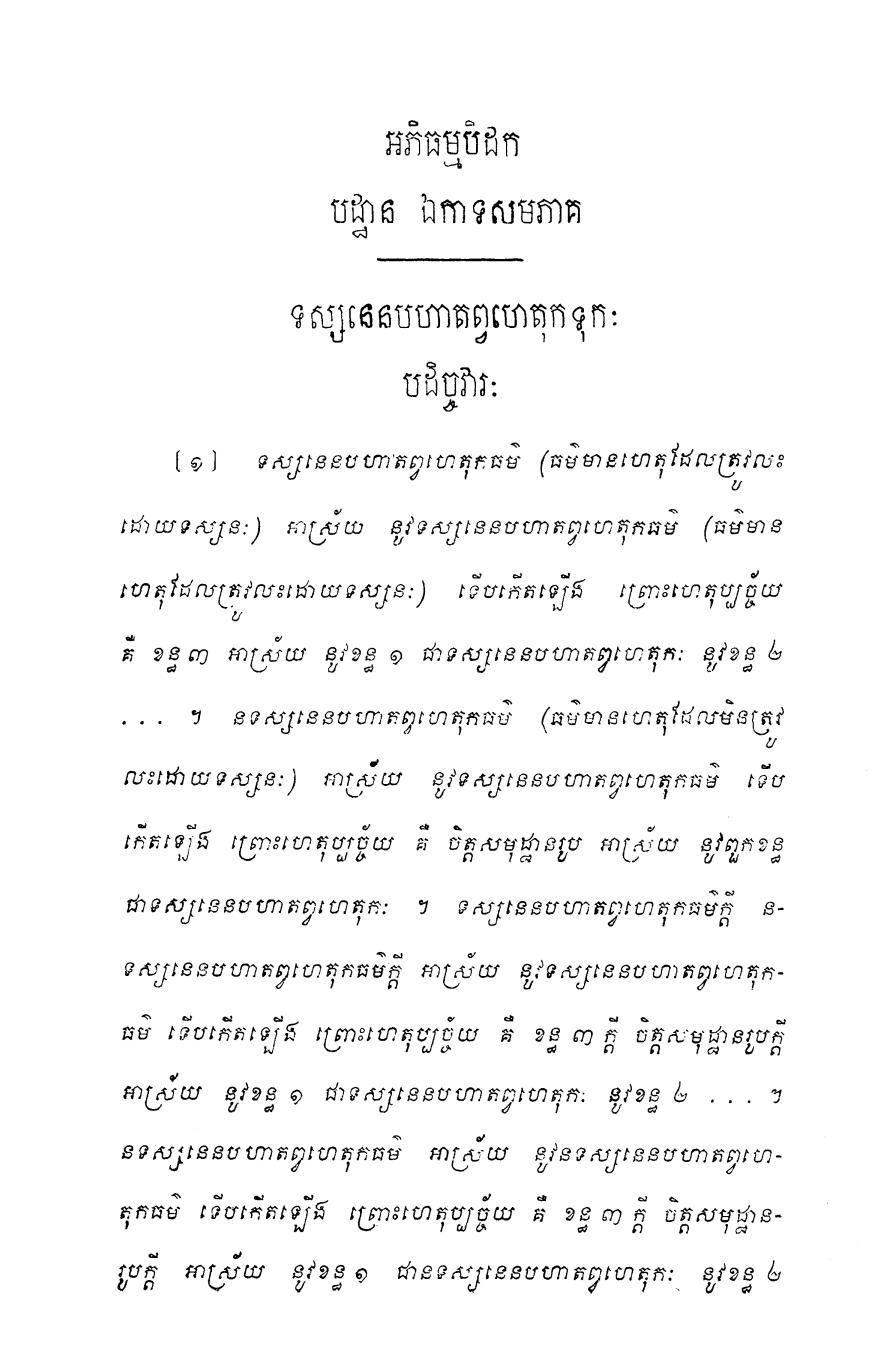 អភិធម្មបិដក
បដ្ឋាន ឯកាទសមភាគ
ទស្សនេនបហាតព្វហេតុកទុកៈ
បដិច្ចវារៈ
[១] ទស្សនេនបហាតព្វហេតុកធម៌ (ធម៌មានហេតុដែលត្រូវលះ
ដោយទស្សនៈ) អាស្រ័យ នូវទស្សនេនបហាតព្វហេតុកធម៌ (ធម៌មាន
ហេតុដែលត្រូវលះដោយទស្សនៈ) ទើបកើតឡើង ព្រោះហេតុប្បច្ច័យ
គឺ ខន្ធ ៣ អាស្រ័យ នូវខន្ធ ១ ជាទស្សនេនបហាតព្វហេតុកៈ នូវខន្ធ ២
... ។ នទស្សនេនបហាតព្វហេតុកធម៌ (ធម៌មានហេតុដែលមិនត្រូវ
លះដោយទស្សនៈ) អាស្រ័យ នូវទស្សនេនបហាតព្វហេតុកធម៌ ទើប
កើតឡើង ព្រោះហេតុប្បច្ច័យ គឺ ចិត្តសមុដ្ឋានរូប អាស្រ័យ នូវពួកខន្ធ
ជាទស្សនេនបហាតព្វហេតុកៈ ។ ទស្សនេនបហាតព្វហេតុកធម៌ក្តី ន-
ទស្សនេនបហាតព្វហេតុកធម៌ក្តី អាស្រ័យ នូវទស្សនេនបហាតព្វហេតុក-
ធម៌ ទើបកើតឡើង ព្រោះហេតុប្បច្ច័យ គឺ ខន្ធ ៣ ក្តី ចិត្តសមុដ្ឋានរូបក្តី
អាស្រ័យ នូវខន្ធ ១ ជាទស្សនេនបហាតព្វហេតុកៈ នូវខន្ធ ២ ... ។
នទស្សនេនបហាតព្វហេតុកធម៌ អាស្រ័យ នូវនទស្សនេនបហាតព្វហេ-
តុកធម៌ ទើបកើតឡើង ព្រោះហេតុប្បច្ច័យ គឺ ខន្ធ ៣ ក្តី ចិត្តសមុដ្ឋាន-
រូបក្តី អាស្រ័យ នូវខន្ធ ១ ជានទស្សនេនបហាតព្វហេតុកៈ នូវខន្ធ ២